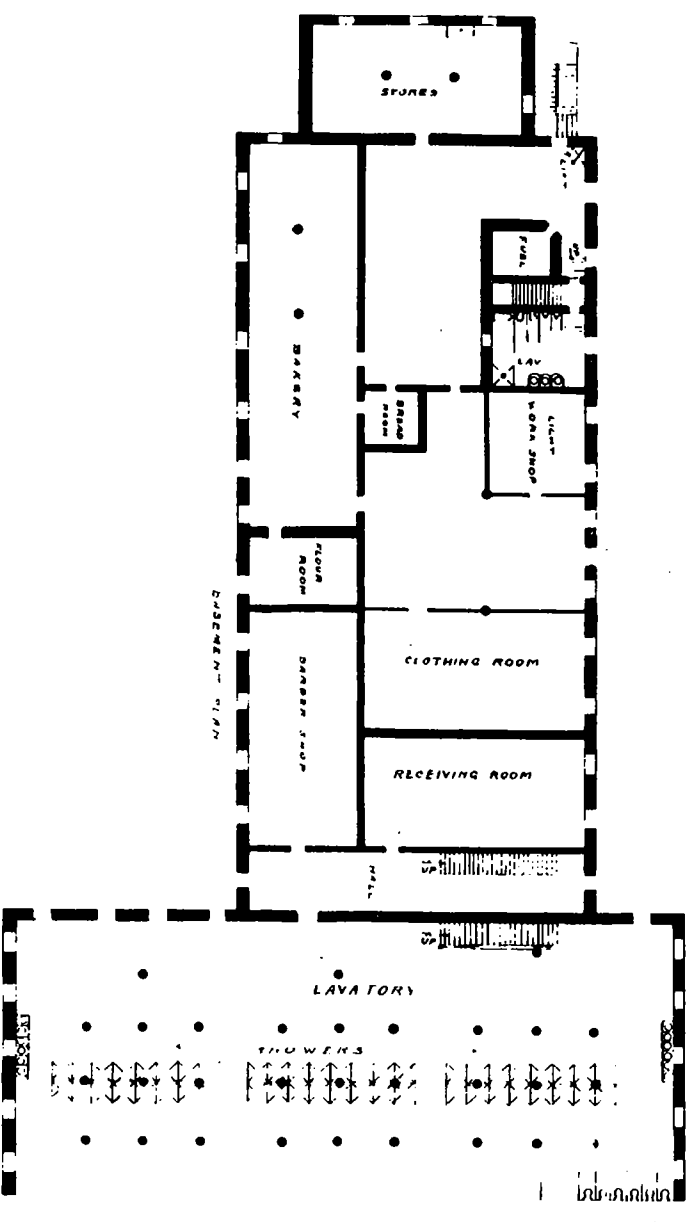 STORES
FUEL
LAV
BAKERY
BREAD
ROOM
LIGHT
WORK SHOP
FLOUR
ROOM
BASEMENT PLAN
CLOTHING ROOM
BARBER SHOP
RECEIVING ROOM
UP
HALL
UP
LAVATORY
SHOWERS